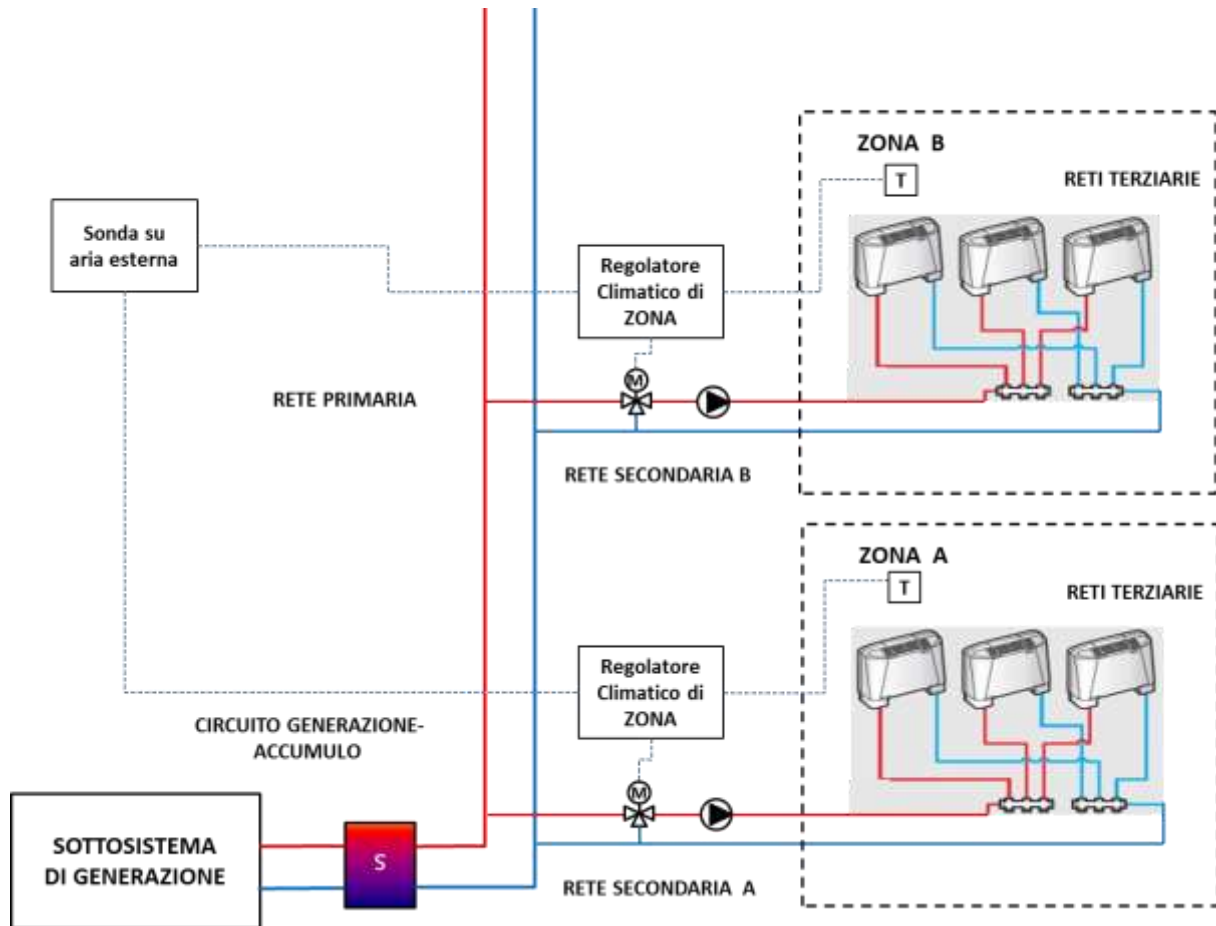 ZONA B
T
RETI TERZIARIE
Sonda su
aria esterna
Regolatore
Climatico di
ZONA
M
RETE PRIMARIA
RETE SECONDARIA B
ZONA A
T
RETI TERZIARIE
Regolatore
Climatico di
ZONA
CIRCUITO GENERAZIONE-
ACCUMULO
M
SOTTOSISTEMA
DI GENERAZIONE
S
RETE SECONDARIA A